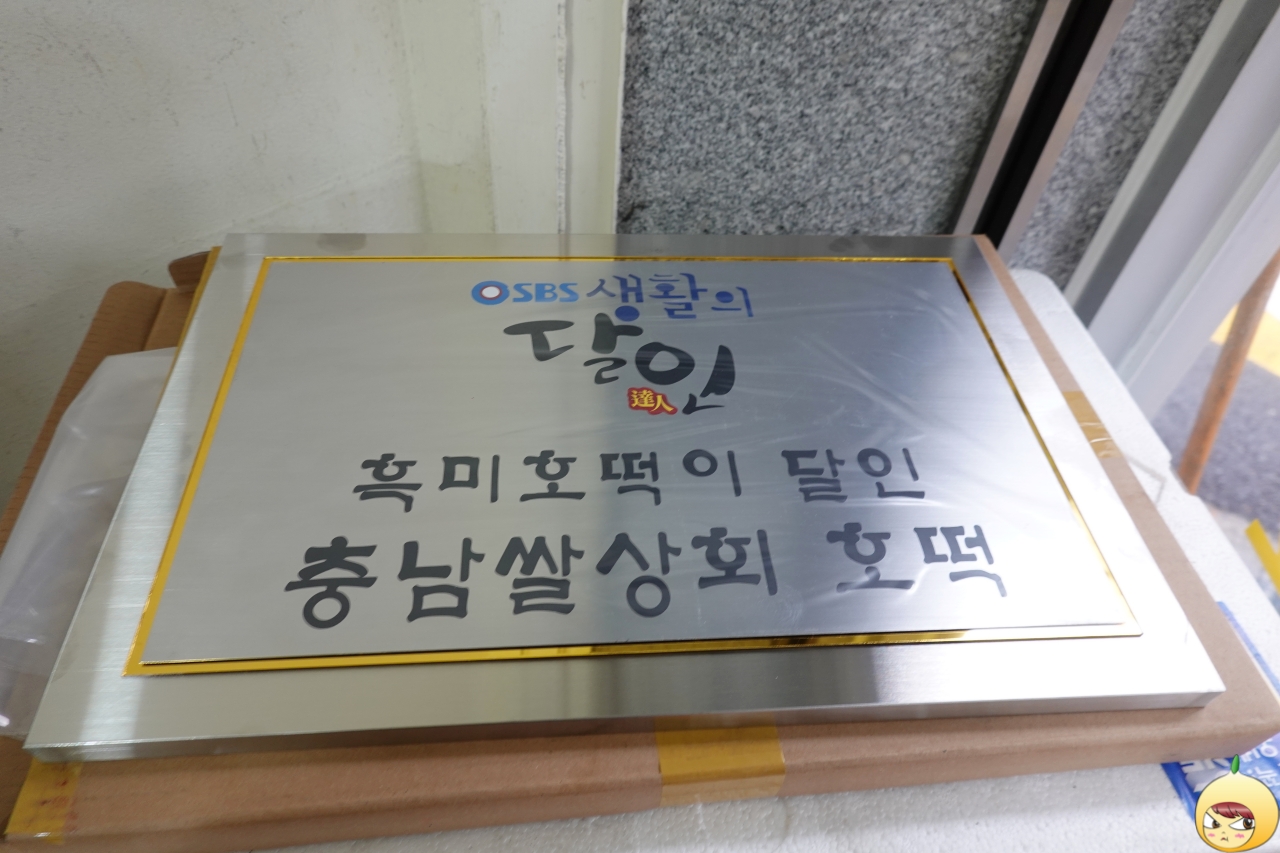 SBS 생활의
달인
達人
흑미호떡이 달인
충남쌀상회 호떡